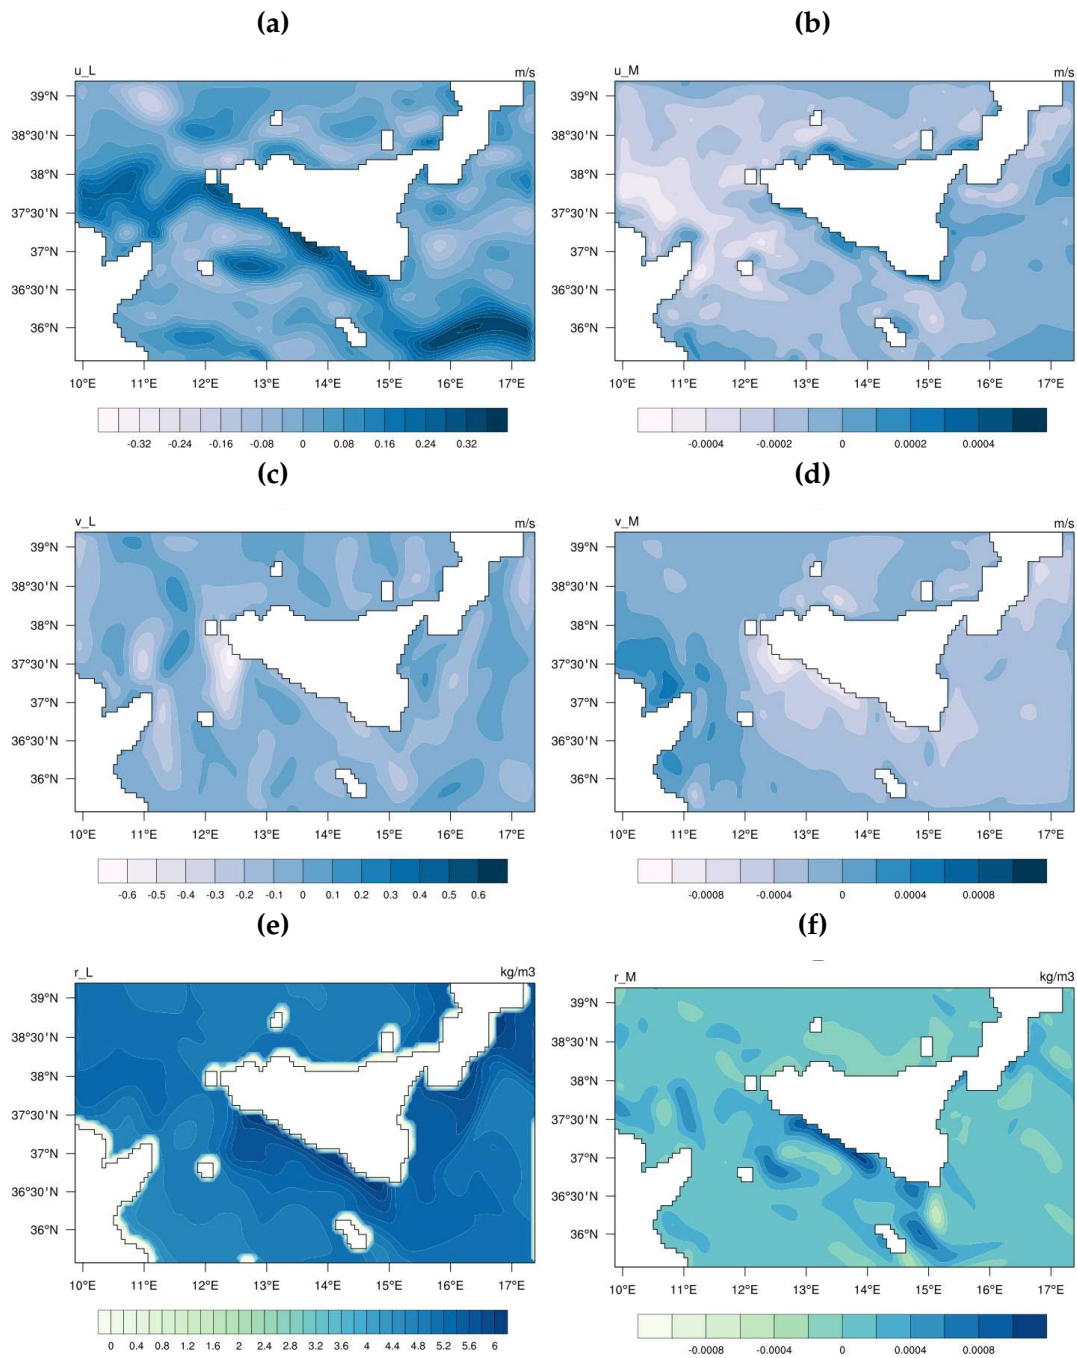 (a) (b)
u_L m/s u_M m/s
39°N 39°N
38°30'N 38°30'N
38°N 38°N
37°30'N 37°30'N
37°N 37°N
36°30'N 36°30'N
36°N 36°N
10°E 11°E 12°E 13°E 14°E 15°E 16°E 17°E 10°E 11°E 12°E 13°E 14°E 15°E 16°E 17°E
-0.32 -0.24 -0.16 -0.08 0 0.08 0.16 0.24 0.32 -0.0004 -0.0002 0 0.0002 0.0004
(c) (d)
v_L m/s v_M m/s
39°N 39°N
38°30'N 38°30'N
38°N 38°N
37°30'N 37°30'N
37°N 37°N
36°30'N 36°30'N
36°N 36°N
10°E 11°E 12°E 13°E 14°E 15°E 16°E 17°E 10°E 11°E 12°E 13°E 14°E 15°E 16°E 17°E
-0.6 -0.5 -0.4 -0.3 -0.2 -0.1 0 0.1 0.2 0.3 0.4 0.5 0.6 -0.0008 -0.0004 0 0.0004 0.0008
(e) (f)
r_L kg/m3 r_M kg/m3
39°N 39°N
38°30'N 38°30'N
38°N 38°N
37°30'N 37°30'N
37°N 37°N
36°30'N 36°30'N
36°N 36°N
10°E 11°E 12°E 13°E 14°E 15°E 16°E 17°E 10°E 11°E 12°E 13°E 14°E 15°E 16°E 17°E
0 0.4 0.8 1.2 1.6 2 2.4 2.8 3.2 3.6 4 4.4 4.8 5.2 5.6 6 -0.0008 -0.0004 0 0.0004 0.0008